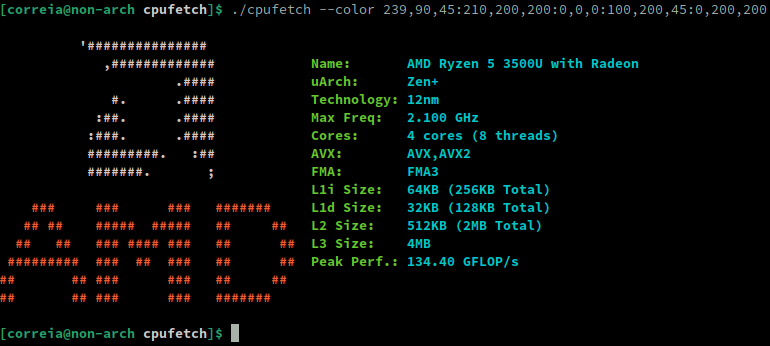 [correia@non-arch cpufetch]$ ./cpufetch --color 239,90,45:210,200,200:0,0,0:100,200,45:0,200,200
'###############
,############# Name: AMD Ryzen 5 3500U with Radeon
.#### uArch: Zen+
#. .#### Technology: 12nm
:##. .#### Max Freq: 2.100 GHz
:###. .#### Cores: 4 cores (8 threads)
#########. :## AVX: AVX,AVX2
#######. ; FMA: FMA3
L1i Size: 64KB (256KB Total)
### ### ### ####### L1d Size: 32KB (128KB Total)
## ## ##### ##### ## ## L2 Size: 512KB (2MB Total)
## ## ### #### ### ## ## L3 Size: 4MB
######### ### ## ### ## ## Peak Perf.: 134.40 GFLOP/s
## ## ### ### ## ##
## ## ### ### #######
[correia@non-arch cpufetch]$